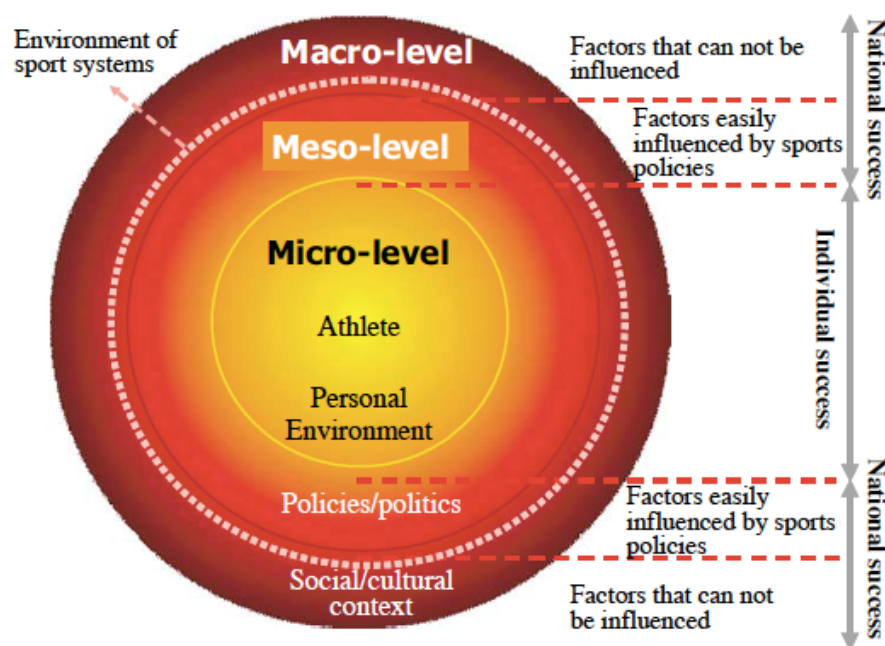 Environment of
sport systems
Macro-level
Factors that can not be
influenced
Meso-level
Factors easily
influenced by sports
policies
National success
Micro-level
Athlete
Personal
Environment
Individual success
Policies/politics
Factors easily
influenced by sports
policies
Social/cultural
context
Factors that can not
be influenced
National success